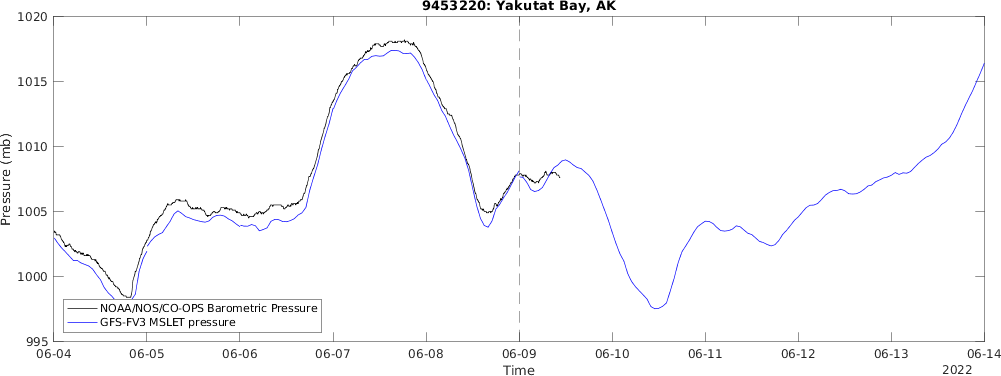 9453220: Yakutat Bay, AK
1020
1015
1010
1005
1000
995
Pressure (mb)
NOAA/NOS/CO-OPS Barometric Pressure
GFS-FV3 MSLET pressure
06-04 06-05 06-06 06-07 06-08 06-09 06-10 06-11 06-12 06-13 06-14
Time
2022